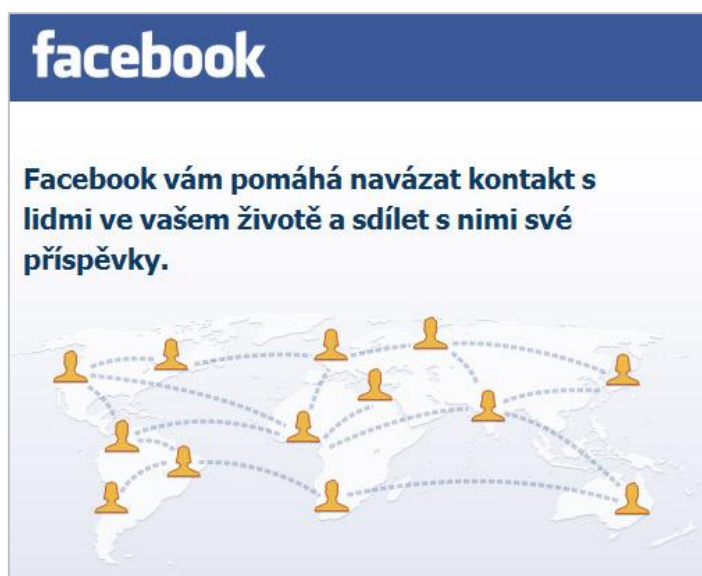 facebook
Facebook vám pomáhá navázat kontakt s
lidmi ve vašem životě a sdílet s nimi své
příspěvky.